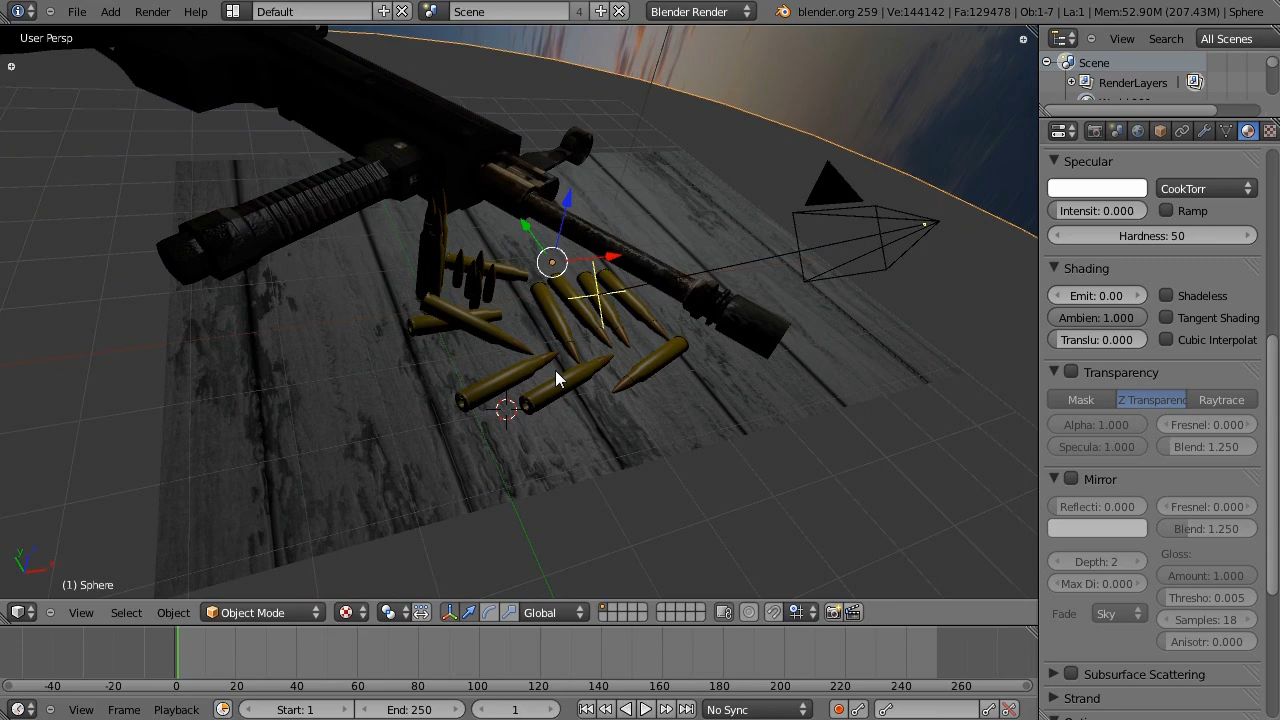 File Add Render Help Default Scene 4 Blender Render blender.org 259 | Ve:144142 | Fa:129478 | Ob:1-7 | La:1 | Mem:52.90M (207.43M) | Sphere
User Persp
View Search All Scenes
Scene
RenderLayers |
Specular
CookTorr
Intensit: 0.000 Ramp
Hardness: 50
Shading
Emit: 0.00 Shadeless
Ambien: 1.000 Tangent Shading
Translu: 0.000 Cubic Interpolat
Transparency
Mask Z Transparenc Raytrace
Alpha: 1.000 Fresnel: 0.000
Specula: 1.000 Blend: 1.250
Mirror
Reflecti: 0.000 Fresnel: 0.000
Blend: 1.250
Depth: 2 Gloss:
Max Di: 0.000 Amount: 1.000
Fade Sky Thresho: 0.005
Samples: 18
Anisotr: 0.000
Subsurface Scattering
Strand
z x
(1) Sphere
View Select Object Object Mode Global
-40 -20 0 20 40 60 80 100 120 140 160 180 200 220 240 260
View Frame Playback Start: 1 End: 250 1 No Sync